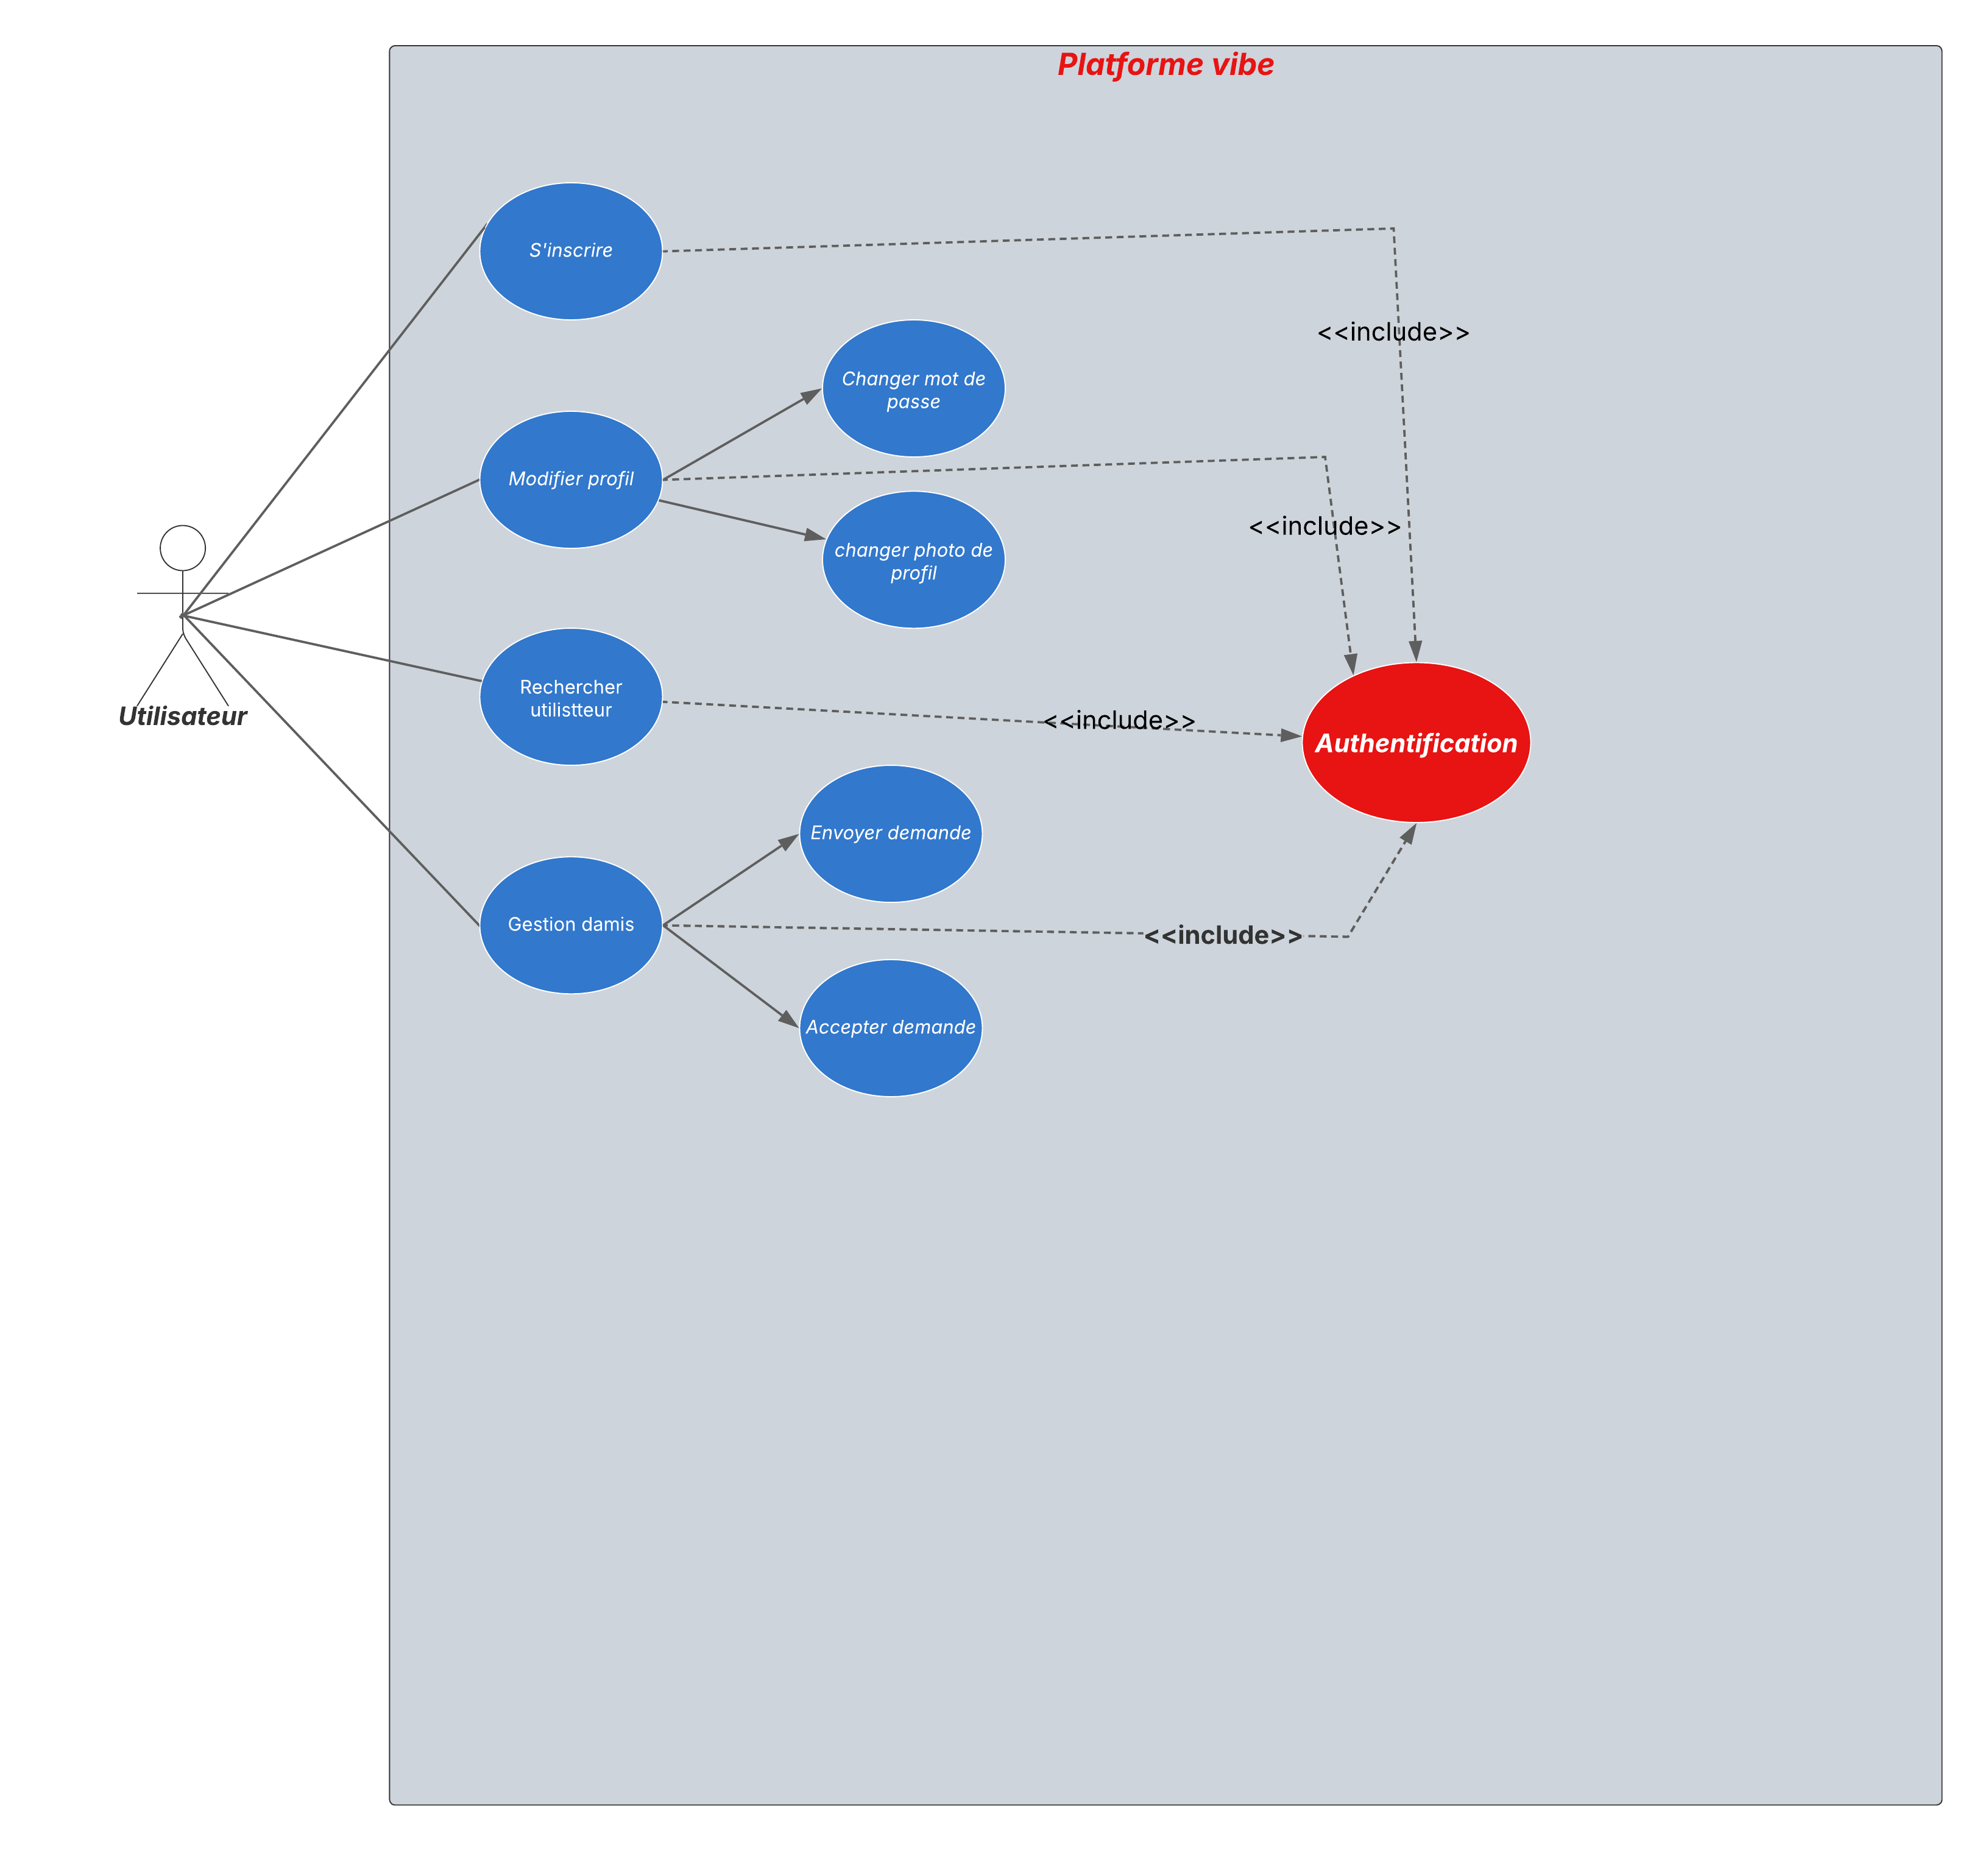 Platforme vibe
S'inscrire
<<include>>
Changer mot de
passe
Modifier profil
<<include>>
changer photo de
profil
Rechercher
utilistteur
Utilisateur
<<include>>
Authentification
Envoyer demande
Gestion damis
<<include>>
Accepter demande